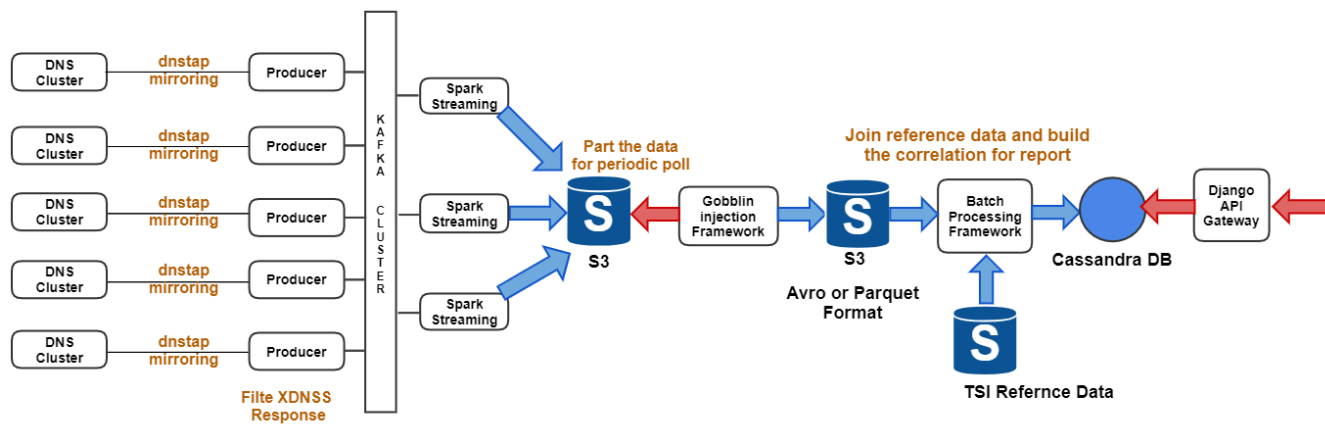 DNS
Cluster
dnstap
mirroring
Producer
DNS
Cluster
dnstap
mirroring
Producer
DNS
Cluster
dnstap
mirroring
Producer
DNS
Cluster
dnstap
mirroring
Producer
DNS
Cluster
dnstap
mirroring
Producer
Filte XDNSS
Response
KAFKA CLUSTER
Spark
Streaming
Spark
Streaming
Spark
Streaming
Part the data
for periodic poll
S
S3
Gobblin
injection
Framework
S
S3
Avro or Parquet
Format
Join reference data and build
the correlation for report
Batch
Processing
Framework
S
TSI Refernce Data
Cassandra DB
Django
API
Gateway